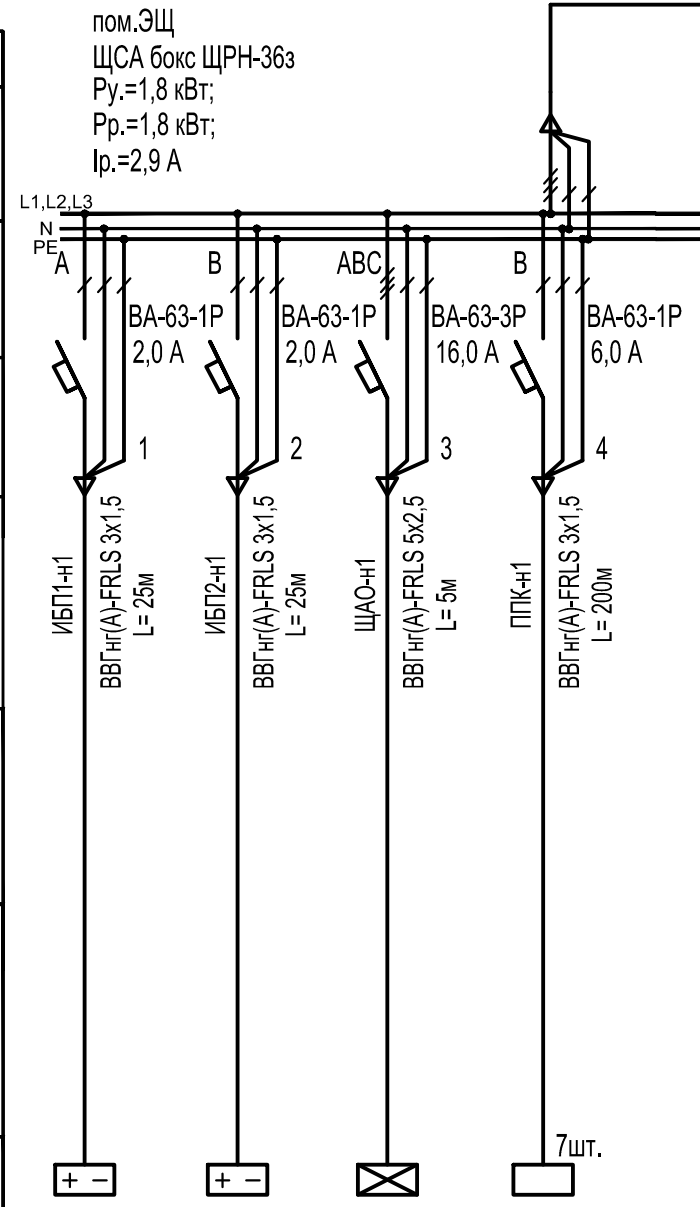 пом.ЭЩ
ЩСА бокс ЩРН-36з
Ру.=1,8 кВт;
Рр.=1,8 кВт;
Iр.=2,9 А
L1,L2,L3
N
PE
А
В
АВС
В
ВА-63-1Р
2,0 А
ВА-63-1Р
2,0 А
ВА-63-3Р
16,0 А
ВА-63-1Р
6,0 А
1
2
3
4
ИБП1-н1
ВВГнг(А)-FRLS 3х1,5
L= 25м
ИБП2-н1
ВВГнг(А)-FRLS 3х1,5
L= 25м
ЩАО-н1
ВВГнг(А)-FRLS 5х2,5
L= 5м
ППК-н1
ВВГнг(А)-FRLS 3х1,5
L= 200м
7шт.
+ −
+ −